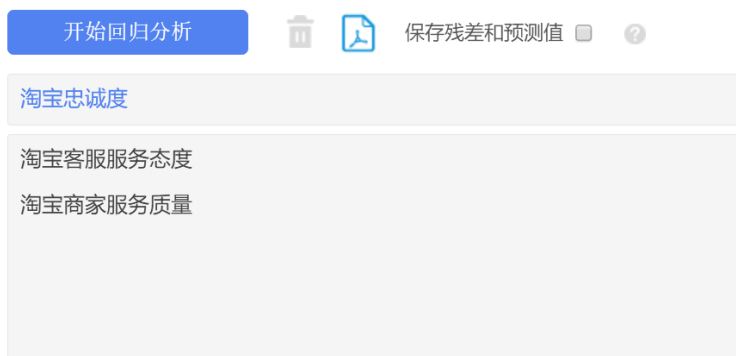 开始回归分析
保存残差和预测值
?
淘宝忠诚度
淘宝客服服务态度
淘宝商家服务质量